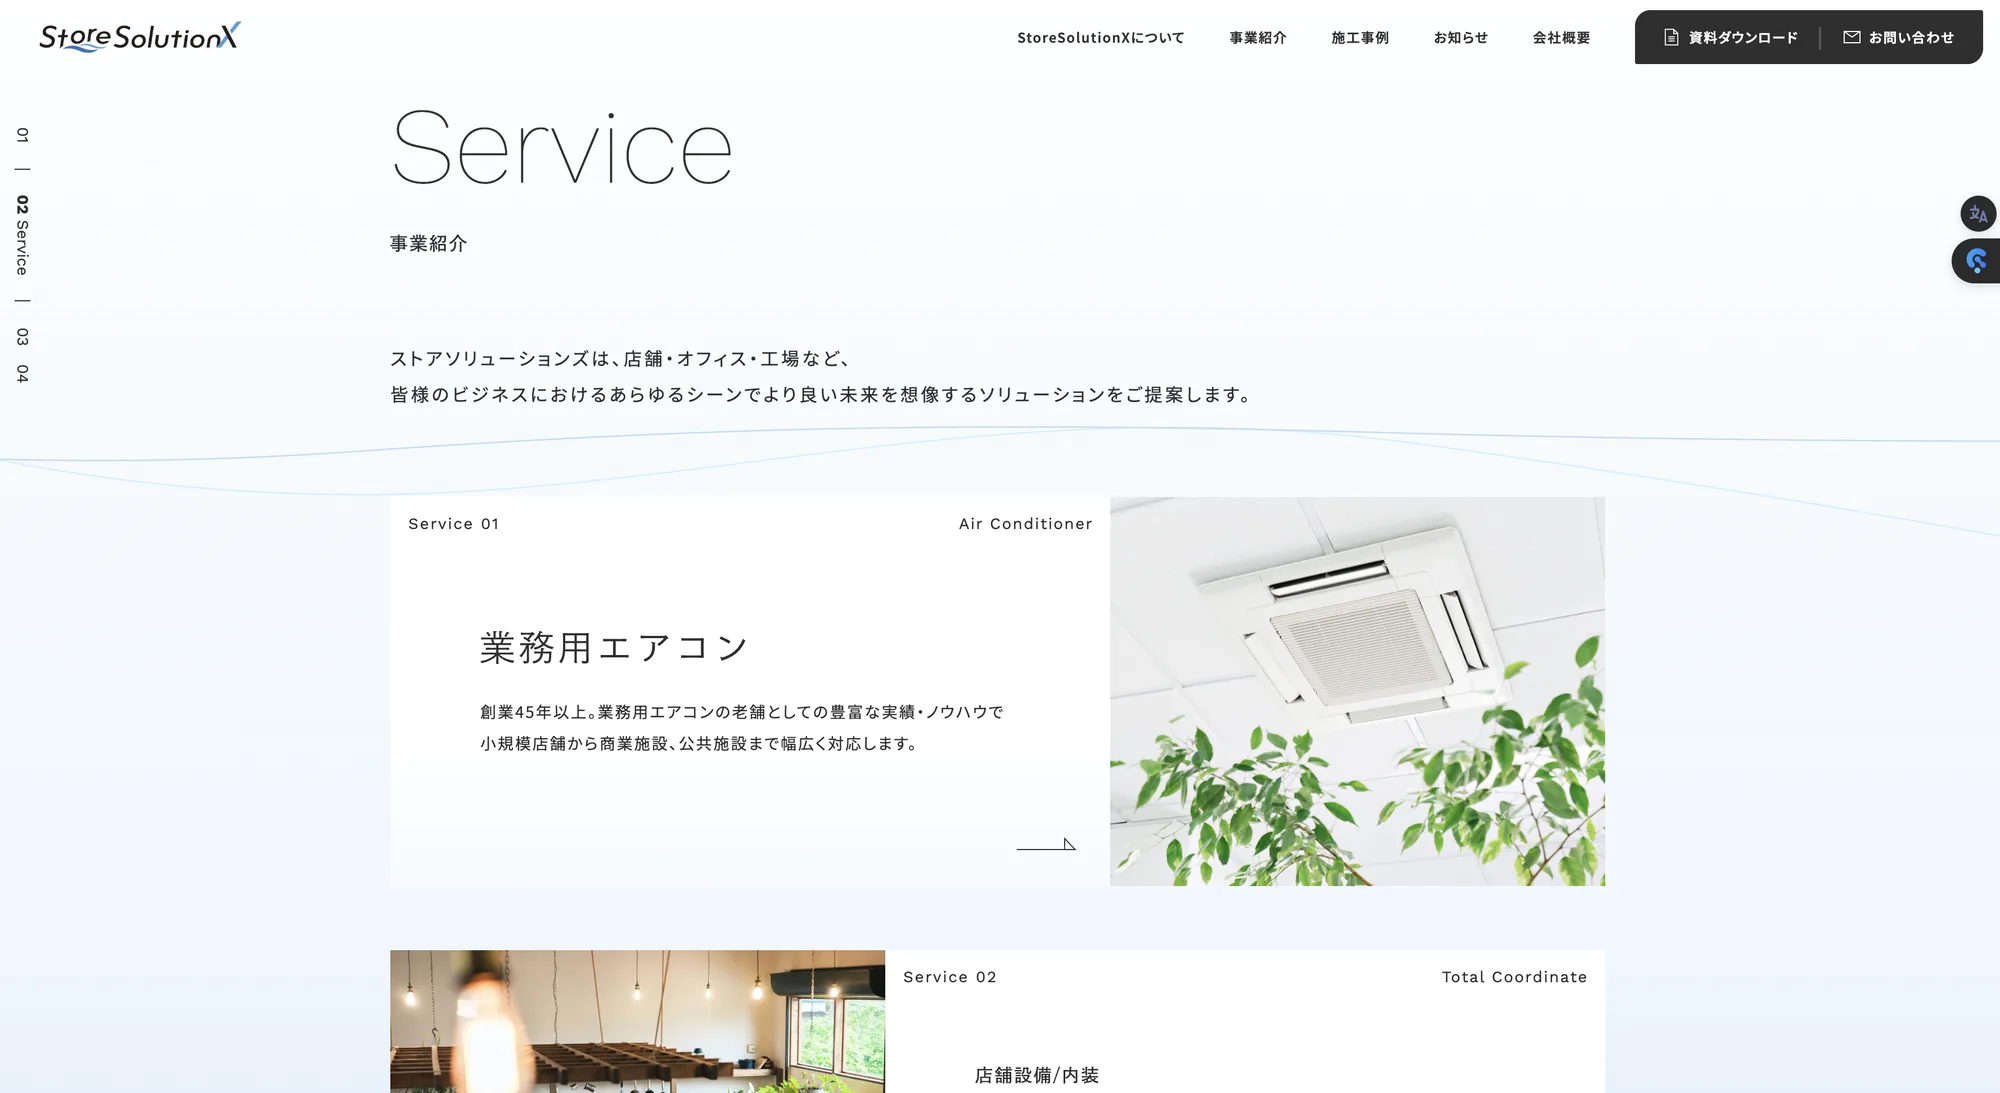 StoreSolutionX
StoreSolutionXについて
事業紹介
施工事例
お知らせ
会社概要
資料ダウンロード
お問い合わせ
01
02 Service
03
04
Service
事業紹介
ストアソリューションズは、店舗・オフィス・工場など、
皆様のビジネスにおけるあらゆるシーンでより良い未来を想像するソリューションをご提案します。
Service 01
Air Conditioner
業務用エアコン
創業45年以上。業務用エアコンの老舗としての豊富な実績・ノウハウで
小規模店舗から商業施設、公共施設まで幅広く対応します。
Service 02
Total Coordinate
店舗設備/内装